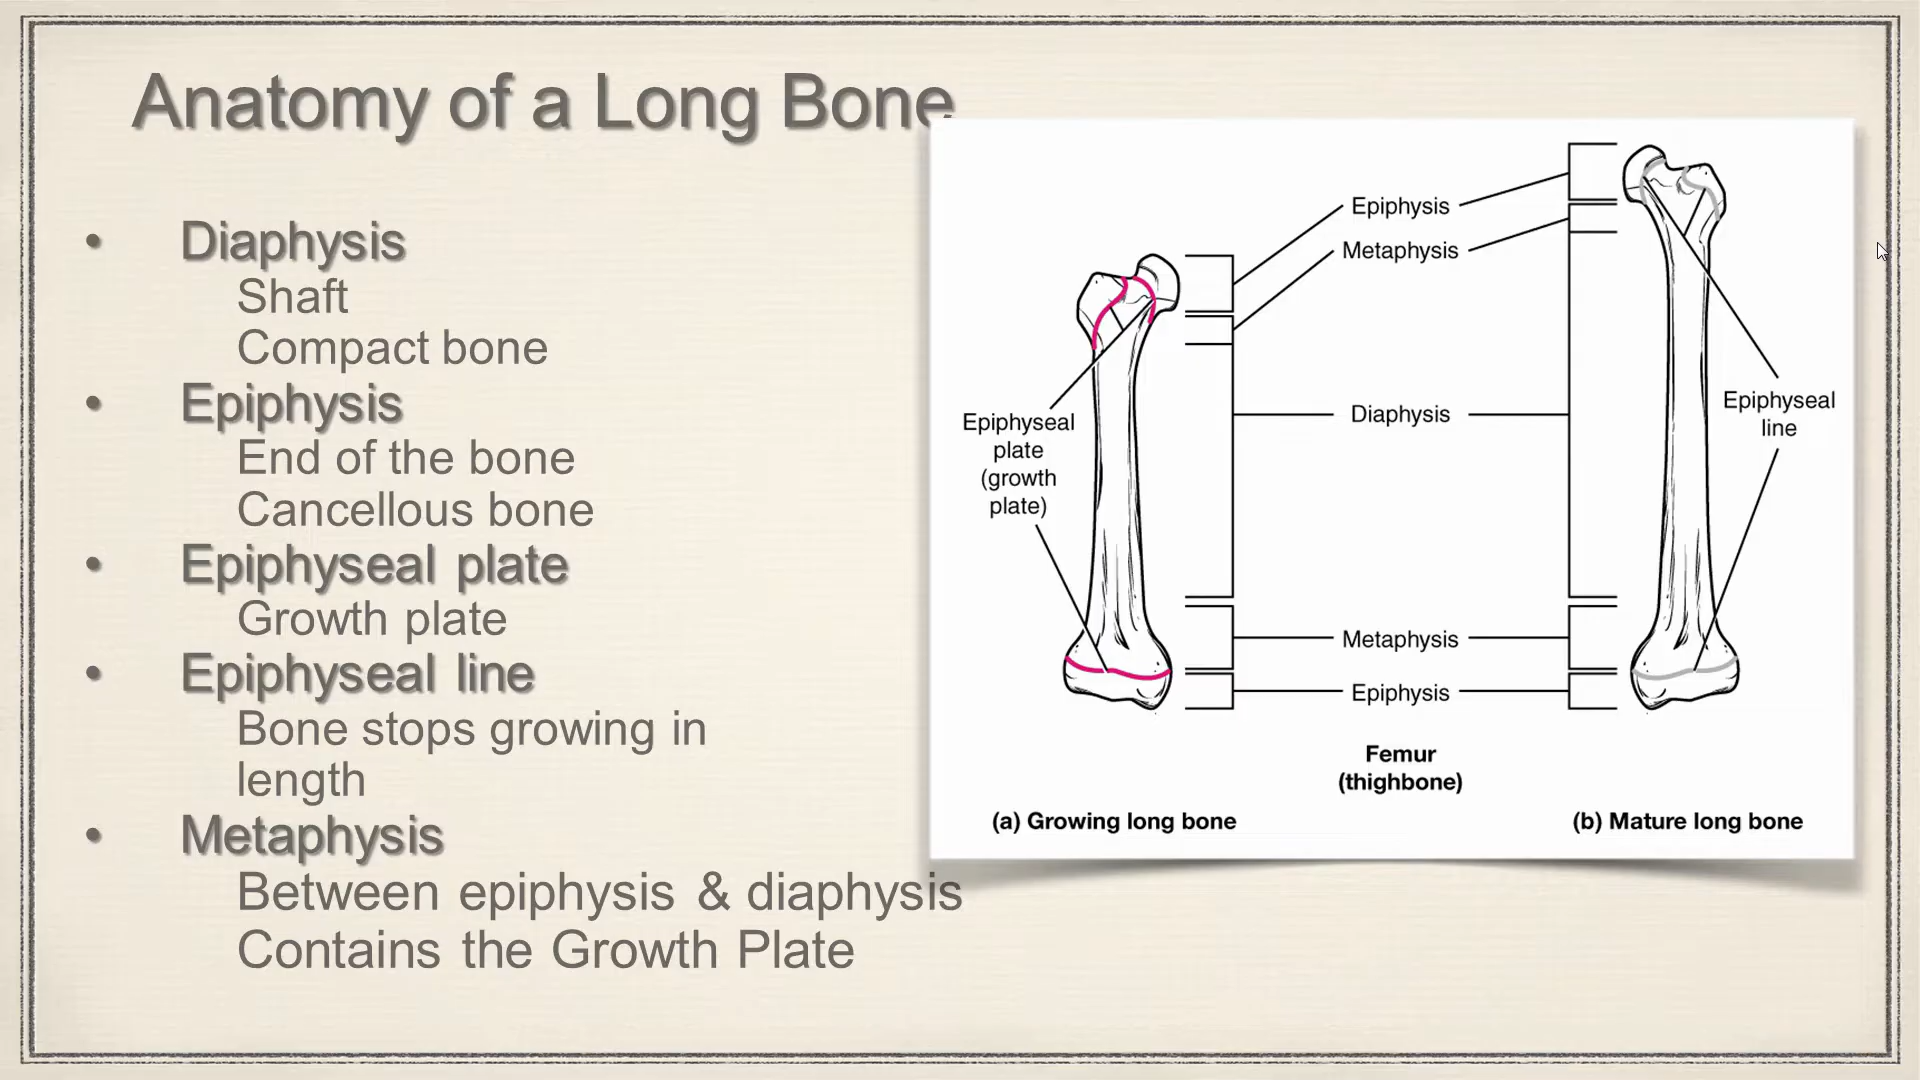 Anatomy of a Long Bone
• Diaphysis
Shaft
Compact bone
• Epiphysis
End of the bone
Cancellous bone
• Epiphyseal plate
Growth plate
• Epiphyseal line
Bone stops growing in
length
• Metaphysis
Between epiphysis & diaphysis
Contains the Growth Plate
Epiphysis
Metaphysis
Epiphyseal
plate
(growth
plate)
Diaphysis
Epiphyseal
line
Metaphysis
Epiphysis
Femur
(thighbone)
(a) Growing long bone
(b) Mature long bone